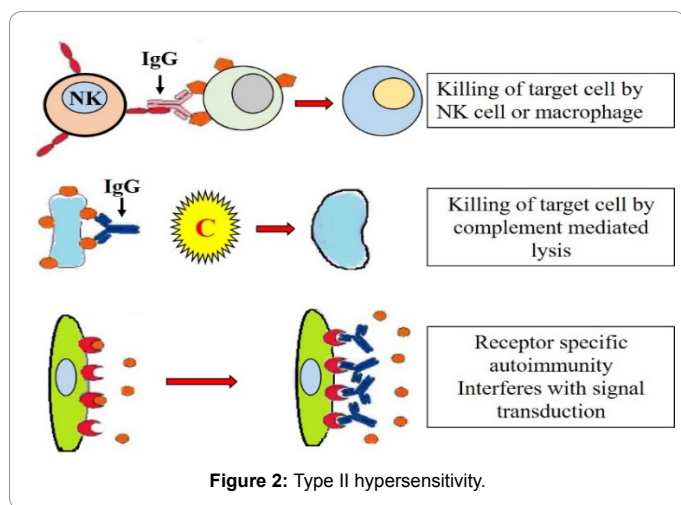 IgG
NK
Killing of target cell by
NK cell or macrophage
IgG
C
Killing of target cell by
complement mediated
lysis
Receptor specific
autoimmunity
Interferes with signal
transduction
Figure 2: Type II hypersensitivity.